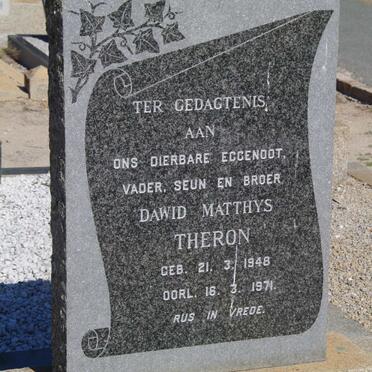 TER GEDAGTENIS
AAN
ONS DIERBARE EGGENOOT,
VADER, SEUN EN BROER
DAWID MATTHYS
THERON
GEB. 21. 3. 1948
OORL. 16. 3. 1971.
RUS IN VREDE.